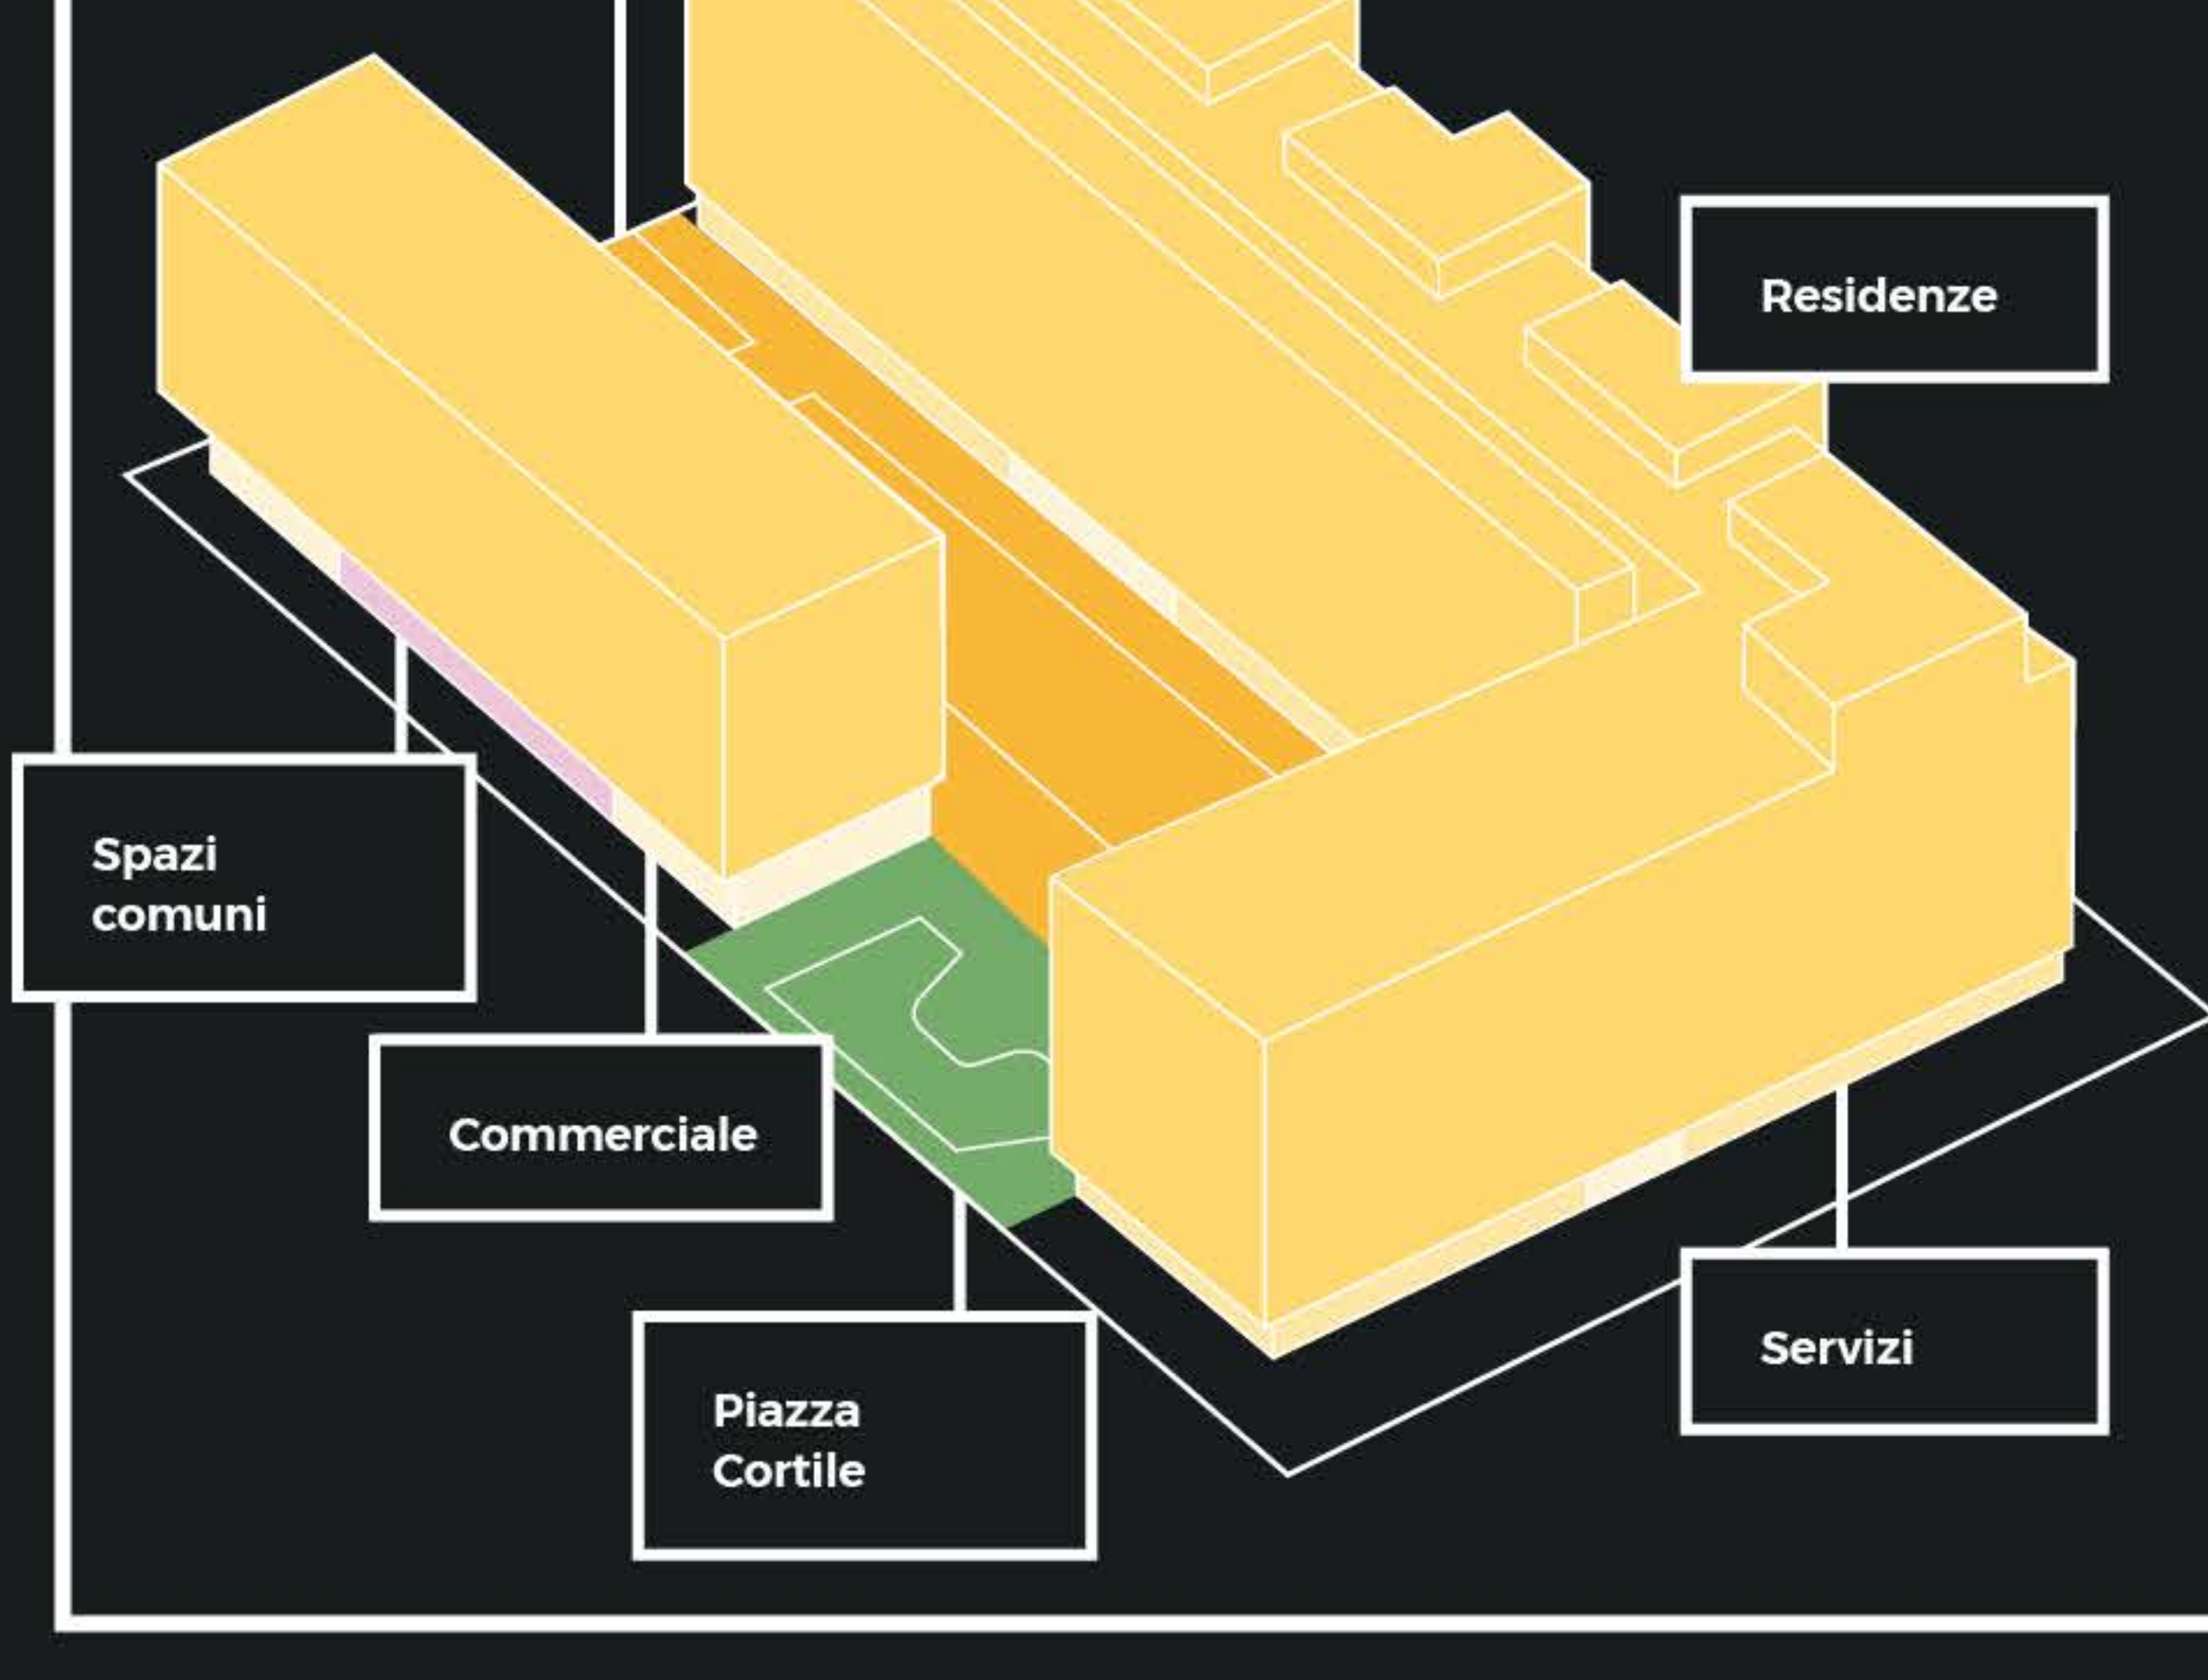 Residenze
Spazi
comuni
Commerciale
Piazza
Cortile
Servizi